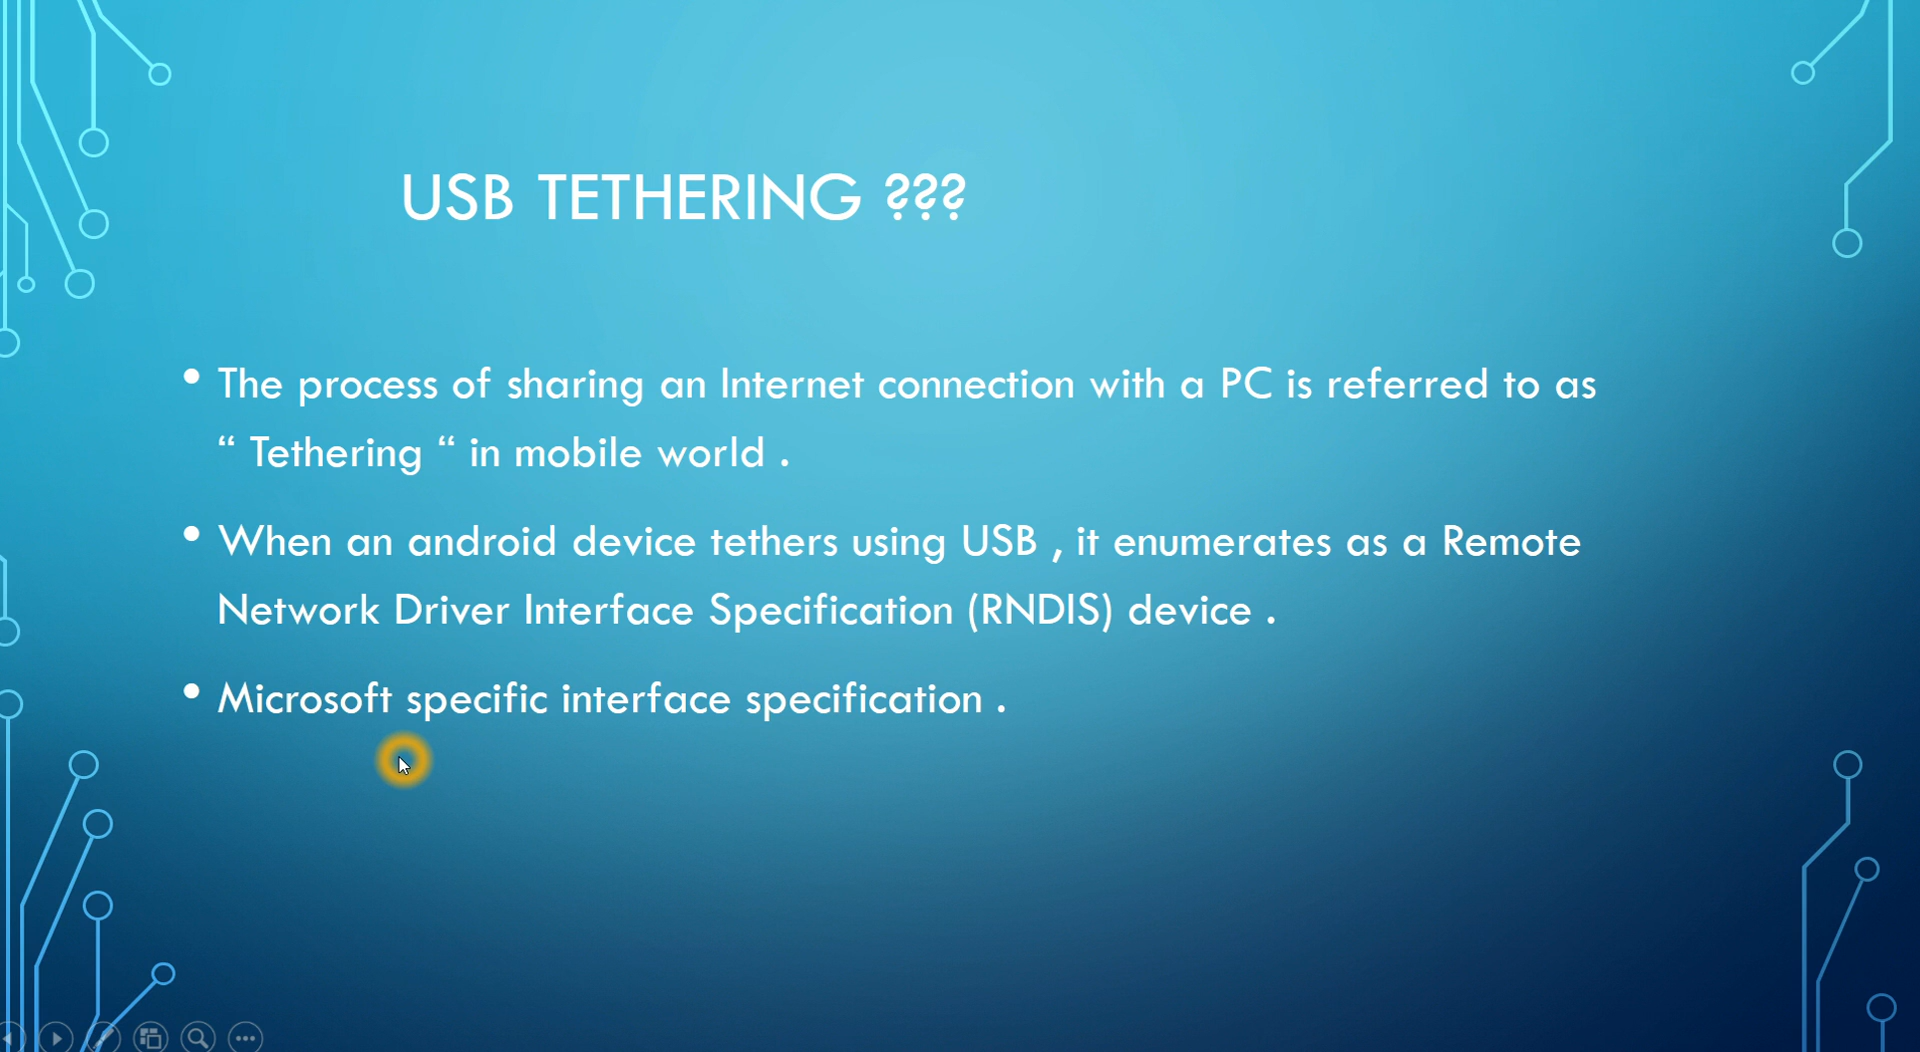 USB TETHERING ???
• The process of sharing an Internet connection with a PC is referred to as
“ Tethering “ in mobile world .
• When an android device tethers using USB , it enumerates as a Remote
Network Driver Interface Specification (RNDIS) device .
• Microsoft specific interface specification .